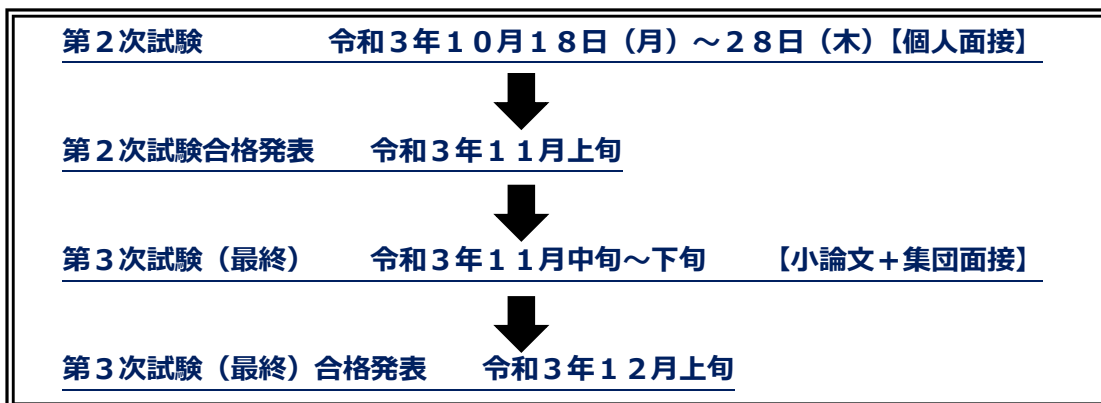 第２次試験　　　　　令和３年１０月１８日（月）～２８日（木）【個人面接】
第２次試験合格発表　　令和３年１１月上旬
第３次試験（最終）　　　令和３年１１月中旬～下旬　　　【小論文＋集団面接】
第３次試験（最終）合格発表　　令和３年１２月上旬